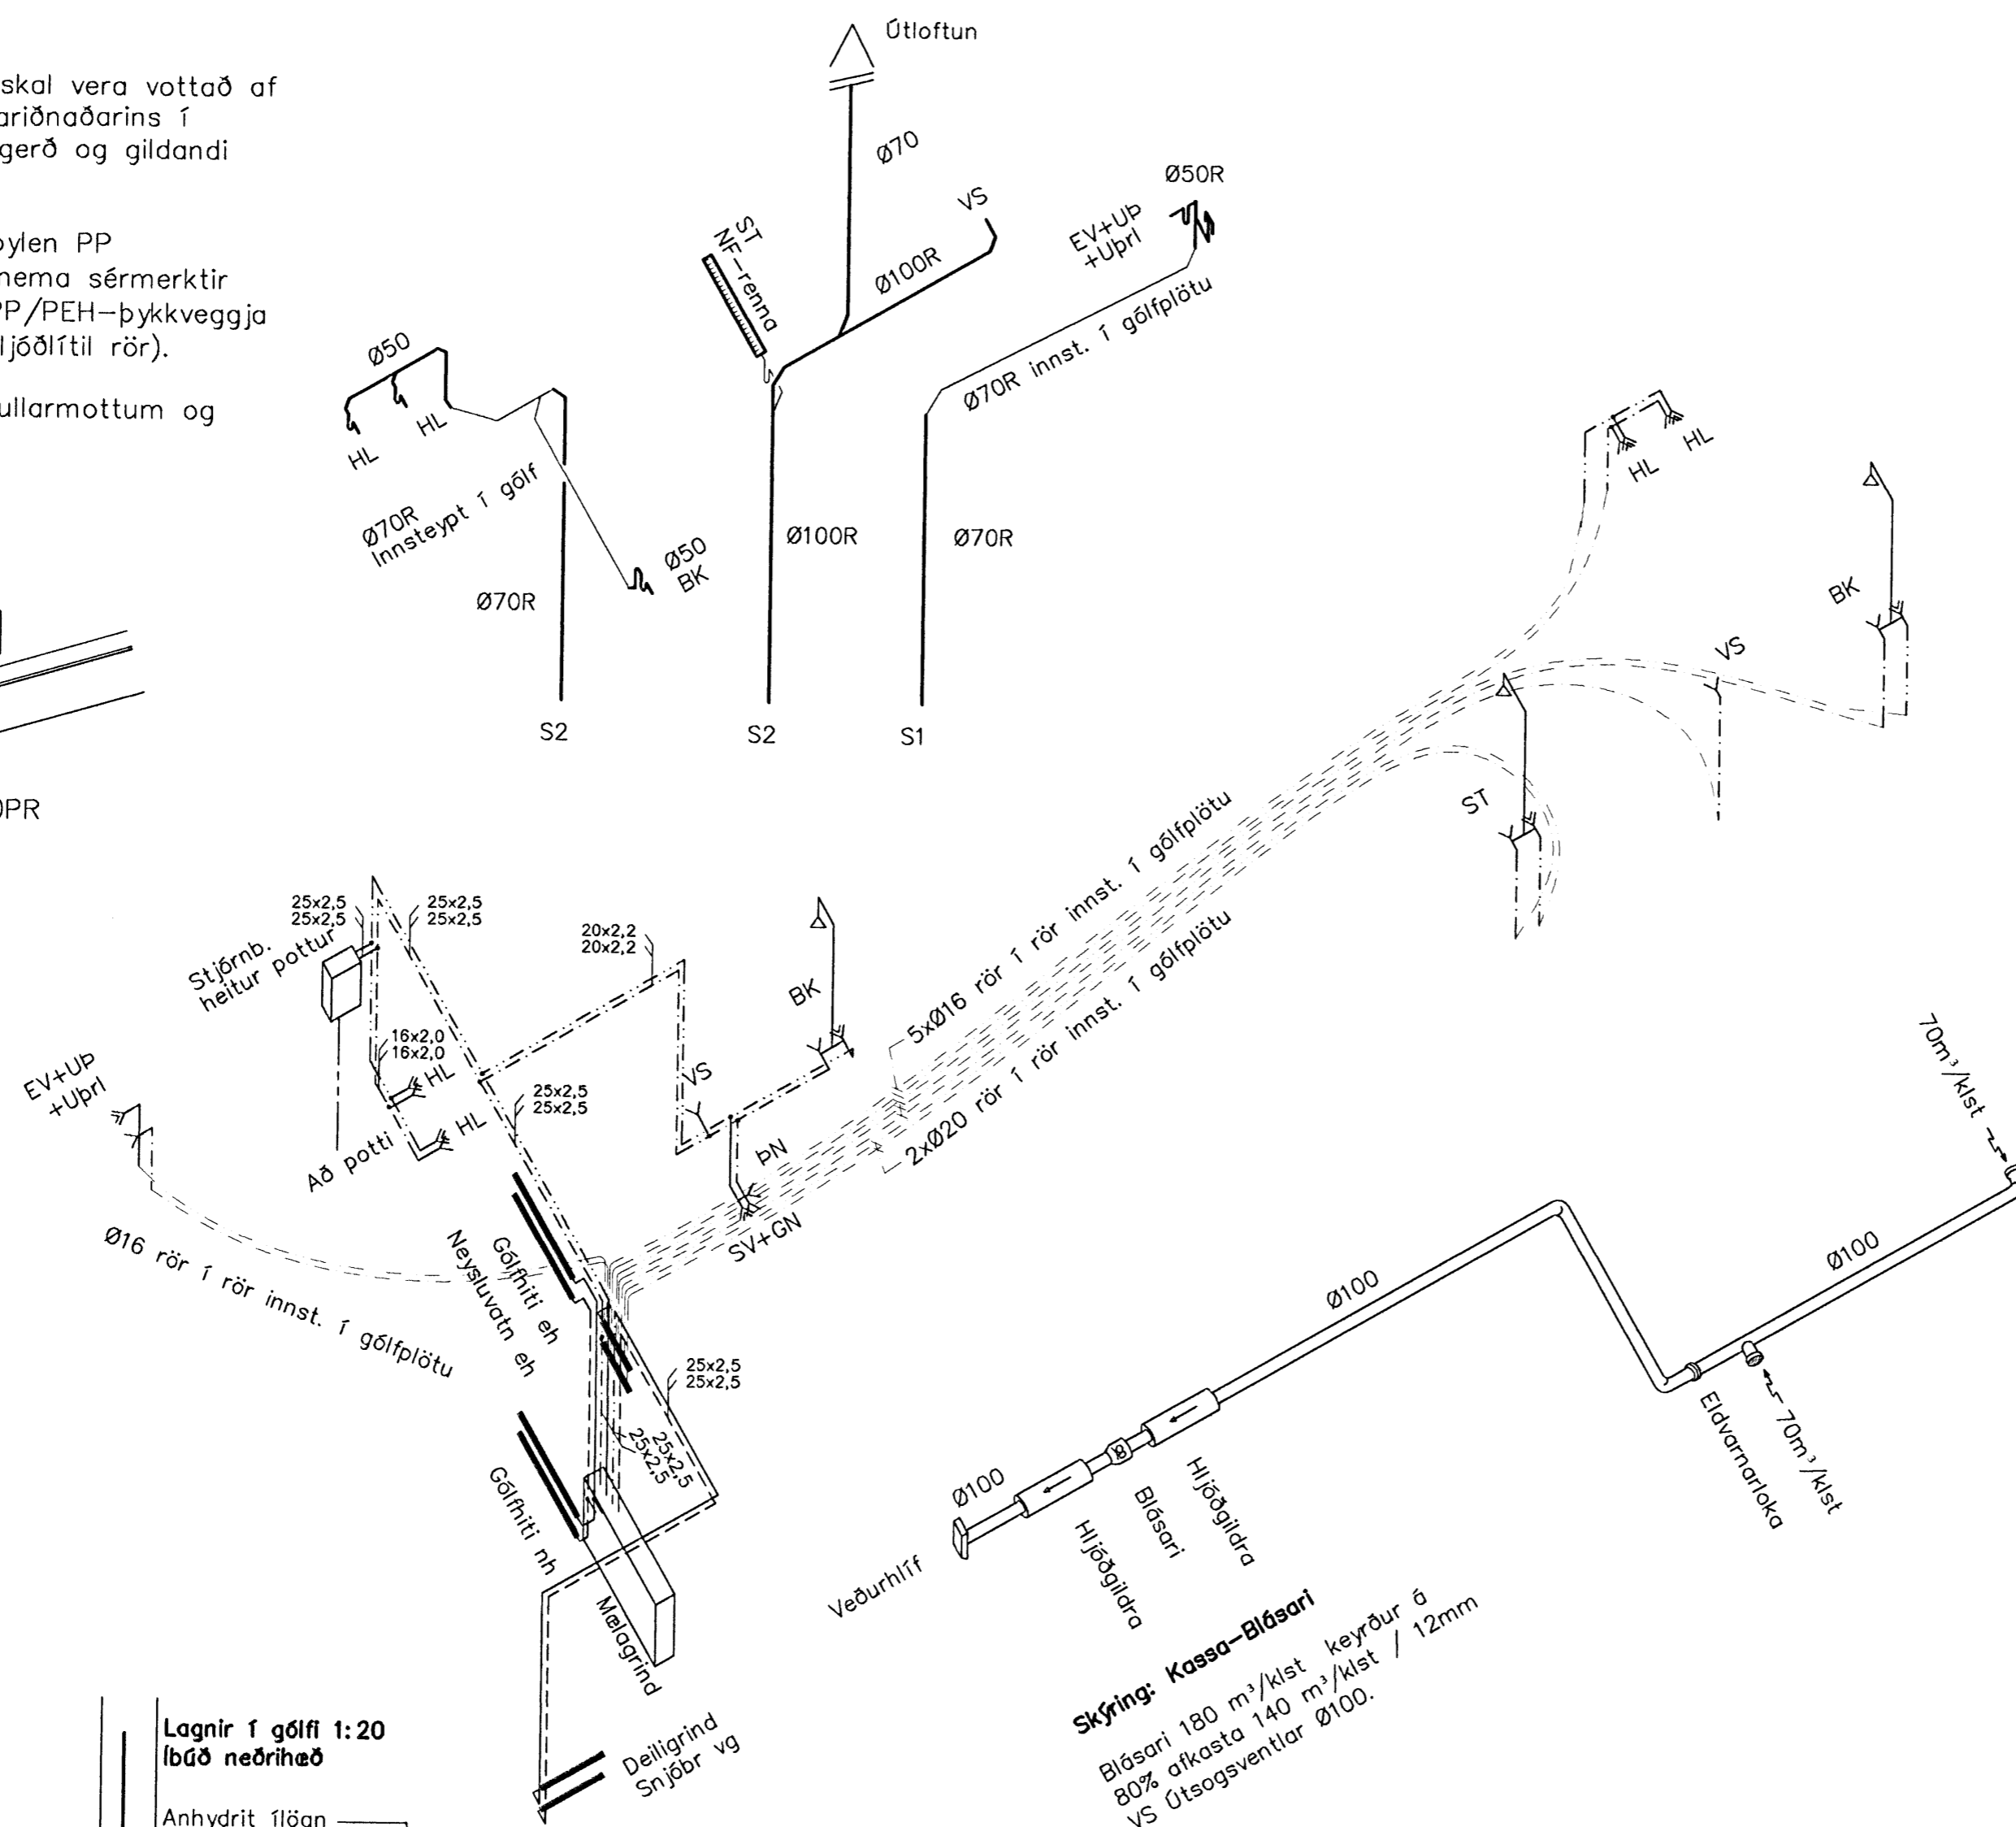 skal vera vottað af
ariðnaðarins í
gerð og gildandi
ylen PP
nema sérmerktir
PP/PEH-þykkveggja
ljóðlítil rör).
ullarmottum og
Útloftun
Ø70
VS
Ø100R
ST
NF-renna
EV+UÞ
+Uþrl
Ø50R
Ø70R innst. í gólfplötu
Ø50
HL
HL
Ø70R
Innsteypt í gólf
Ø50
BK
Ø70R
Ø100R
Ø70R
S2
S2
S1
HL
HL
BK
VS
ST
PR
25x2,5
25x2,5
25x2,5
25x2,5
Stjórnb.
heitur pottur
20x2,2
20x2,2
BK
5xØ16 rör í rör innst. í gólfplötu
2xØ20 rör í rör innst. í gólfplötu
16x2,0
16x2,0
HL
HL
VS
25x2,5
25x2,5
EV+UÞ
+Uþrl
Að potti
ÞN
SV+GN
Ø16 rör í rör innst. í gólfplötu
Gólfhiti eh
Neysluvatn eh
25x2,5
25x2,5
25x2,5
25x2,5
Gólfhiti nh
Mælagrind
Deiligrind
Snjóbr vg
70m³/klst
Ø100
Ø100
70m³/klst
Eldvarnarloka
Ø100
Hljóðgildra
Blásari
Hljóðgildra
Veðurhlíf
Skýring: Kassa-Blásari
Blásari 180 m³/klst keyrður á
80% afkasta 140 m³/klst / 12mm
VS Útsogsventlar Ø100.
Lagnir í gólfi 1:20
Íbúð neðrihæð
Anhydrit ílögn